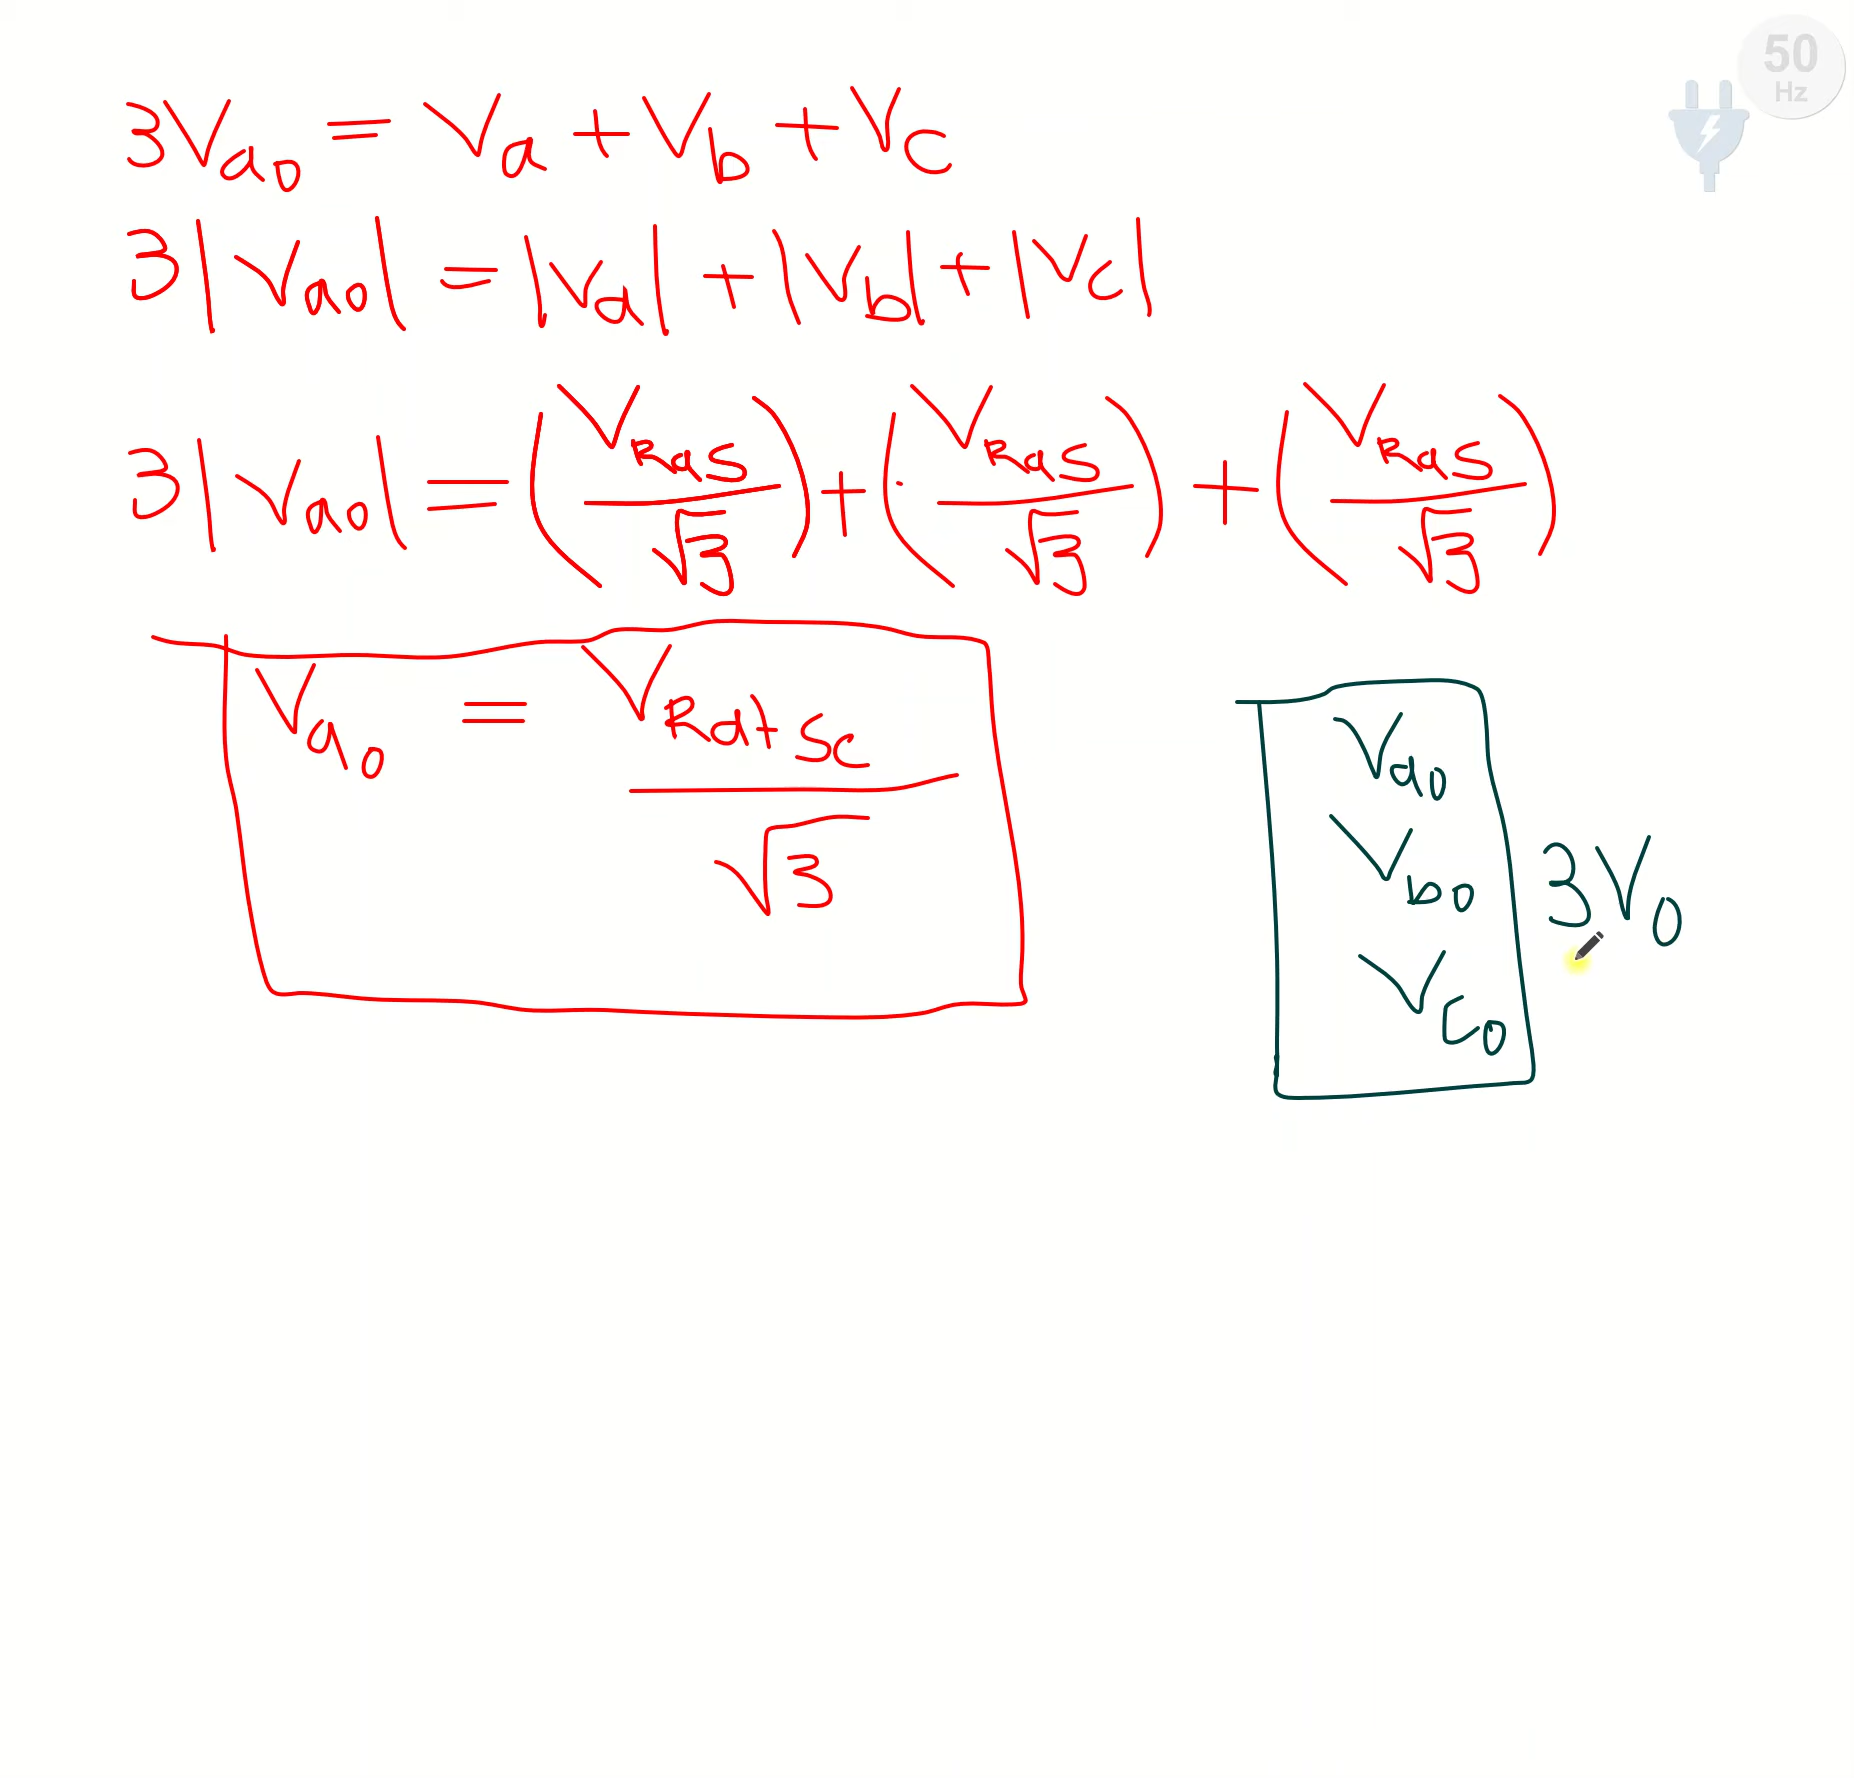 50
Hz
3Va0 = Va + Vb + Vc
3|Va0| = |Va| + |Vb| + |Vc|
3|Va0| = (VRas/√3) + (VRas/√3) + (VRas/√3)
Va0 = VRat sc/√3
Va0
Vb0
3V0
Vc0